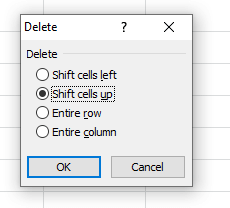 Delete ? ×
Delete
Shift cells left
Shift cells up
Entire row
Entire column
OK Cancel